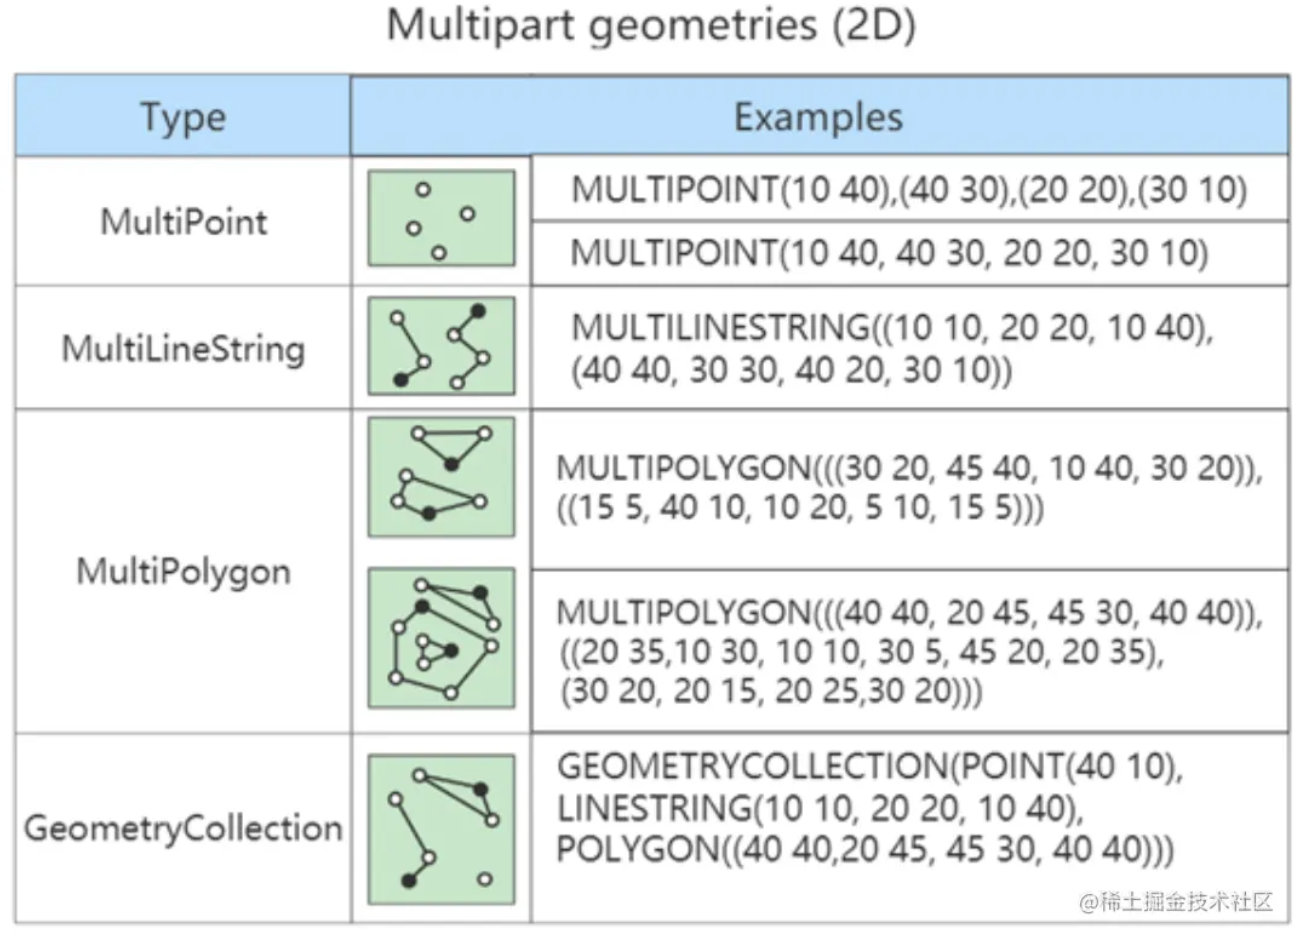 Multipart geometries (2D)
Type
Examples
MultiPoint
MULTIPOINT(10 40),(40 30),(20 20),(30 10)
MULTIPOINT(10 40, 40 30, 20 20, 30 10)
MultiLineString
MULTILINESTRING((10 10, 20 20, 10 40),
(40 40, 30 30, 40 20, 30 10))
MultiPolygon
MULTIPOLYGON(((30 20, 45 40, 10 40, 30 20)),
((15 5, 40 10, 10 20, 5 10, 15 5)))
MULTIPOLYGON(((40 40, 20 45, 45 30, 40 40)),
((20 35,10 30, 10 10, 30 5, 45 20, 20 35),
(30 20, 20 15, 20 25,30 20)))
GeometryCollection
GEOMETRYCOLLECTION(POINT(40 10),
LINESTRING(10 10, 20 20, 10 40),
POLYGON((40 40,20 45, 45 30, 40 40)))
@稀土掘金技术社区